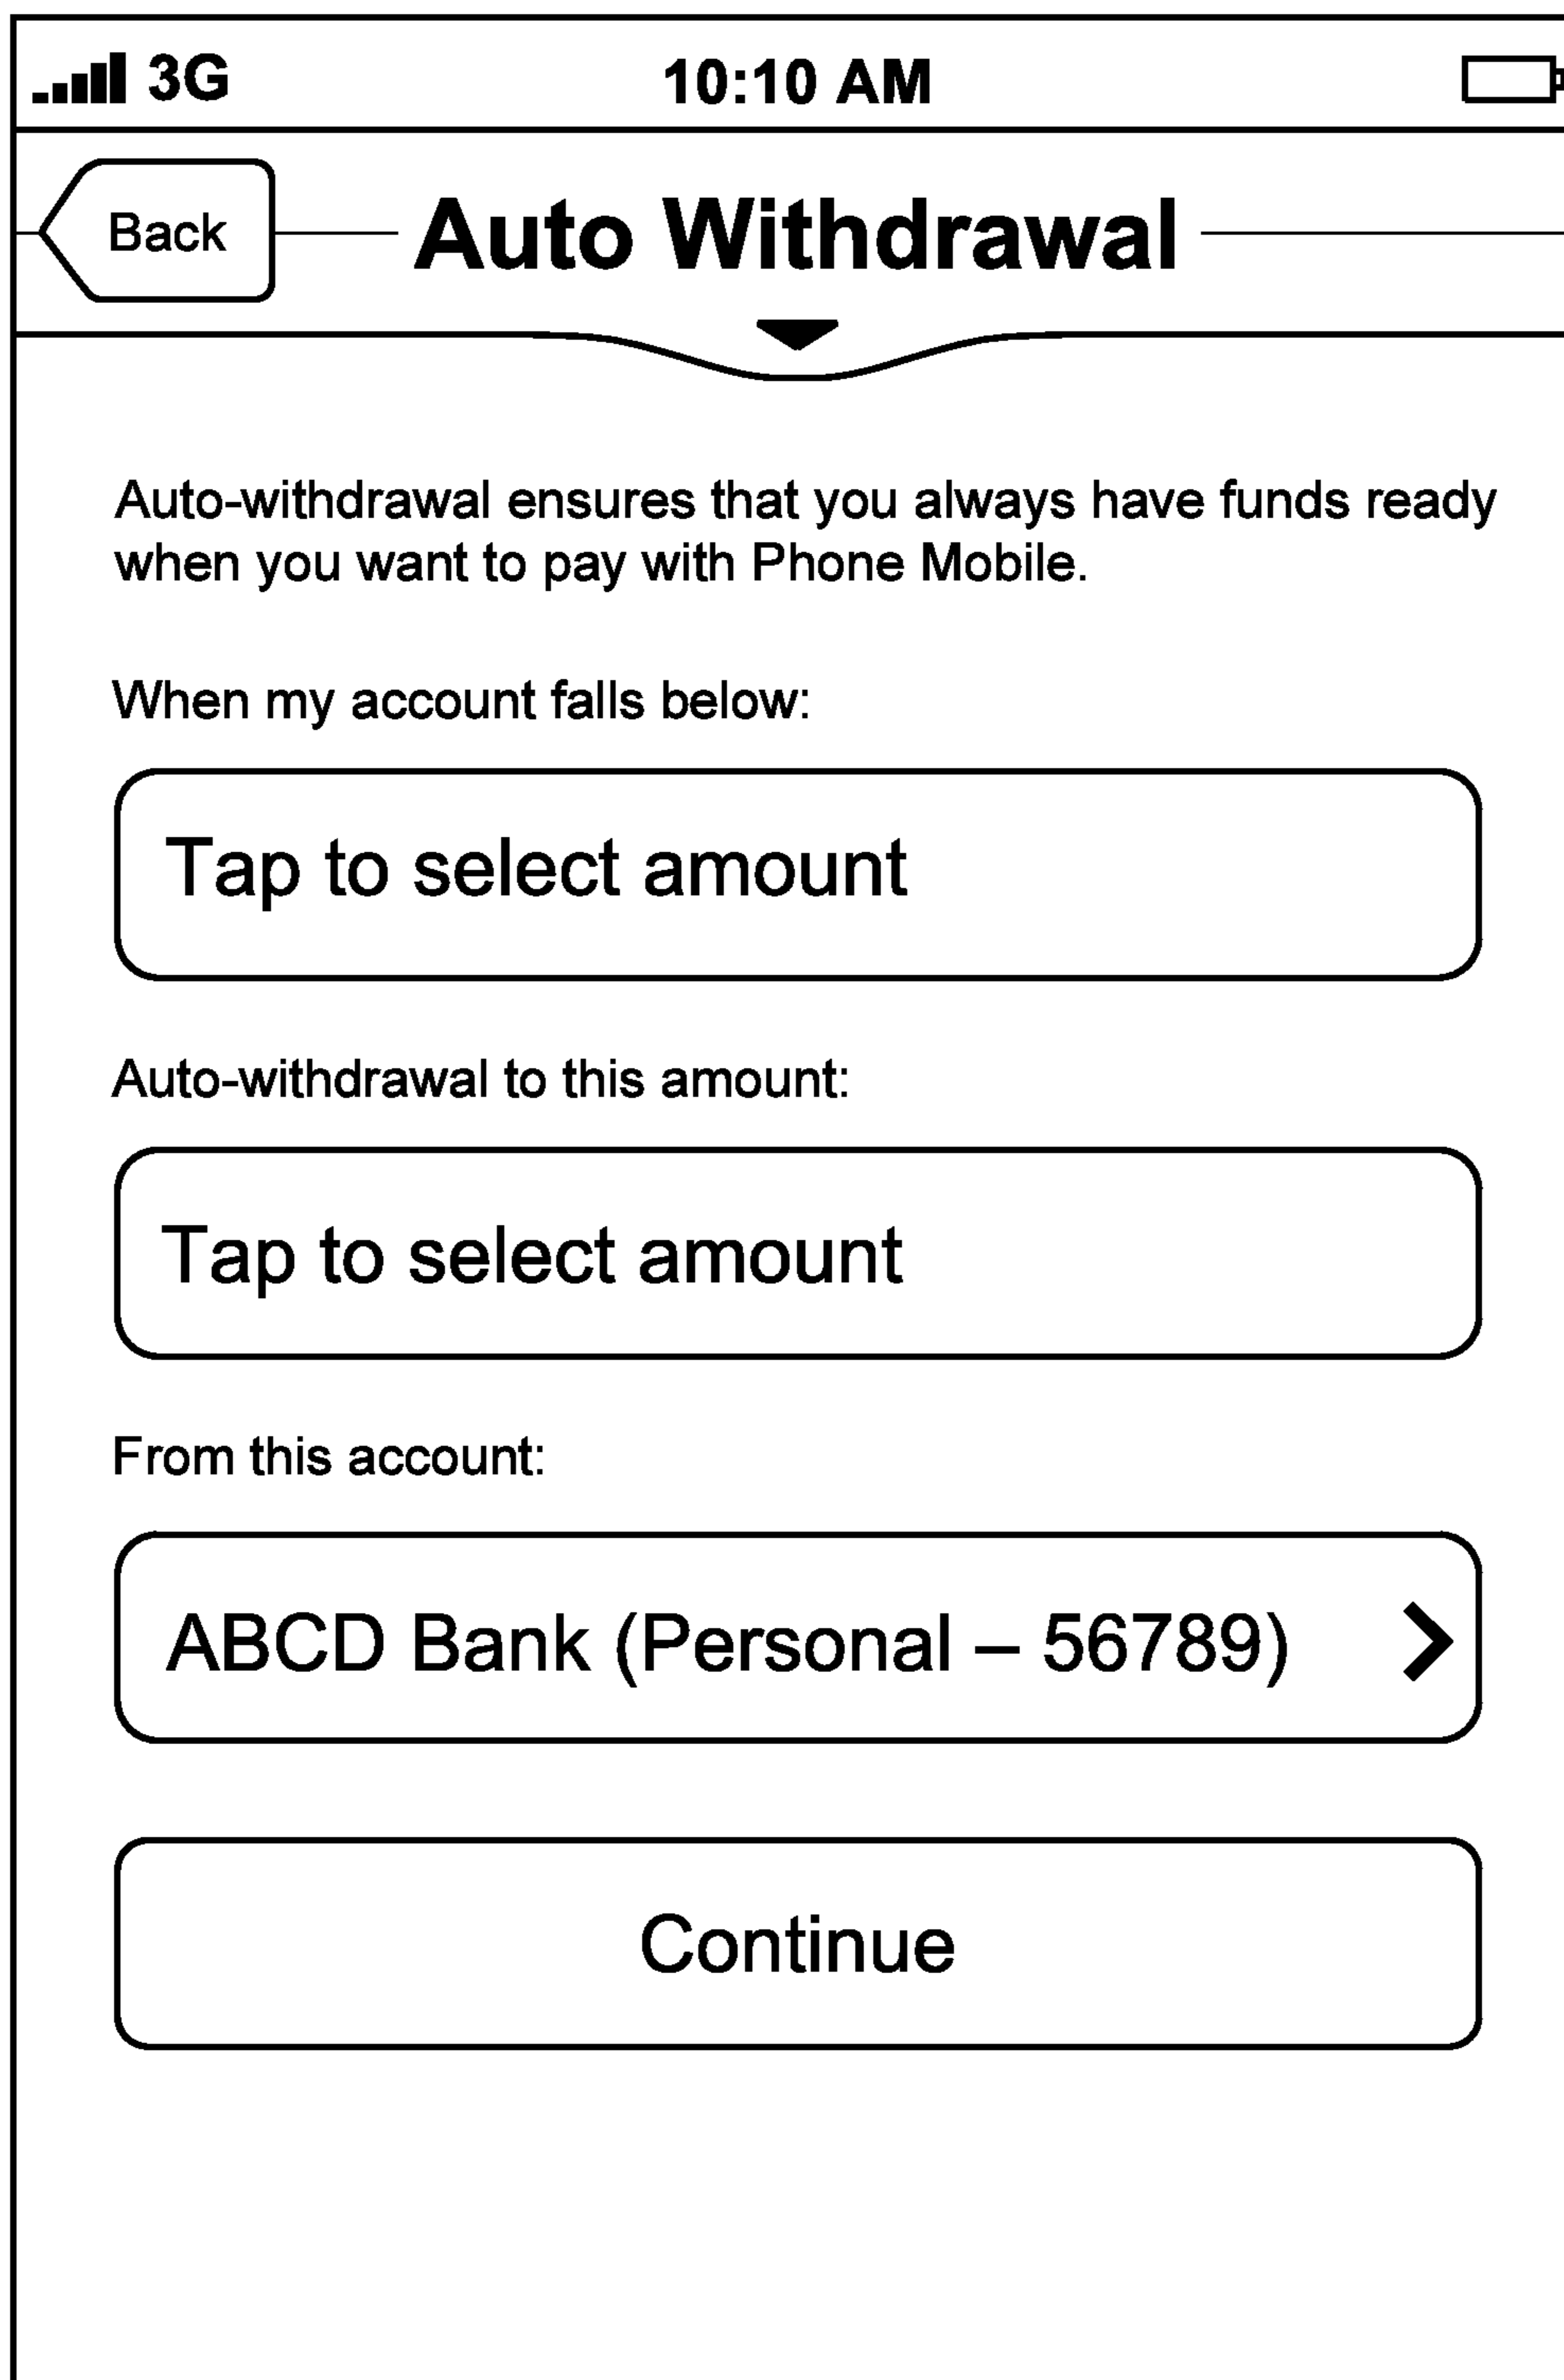 3G 10:10 AM
Back Auto Withdrawal
Auto-withdrawal ensures that you always have funds ready
when you want to pay with Phone Mobile.
When my account falls below:
Tap to select amount
Auto-withdrawal to this amount:
Tap to select amount
From this account:
ABCD Bank (Personal – 56789)
Continue